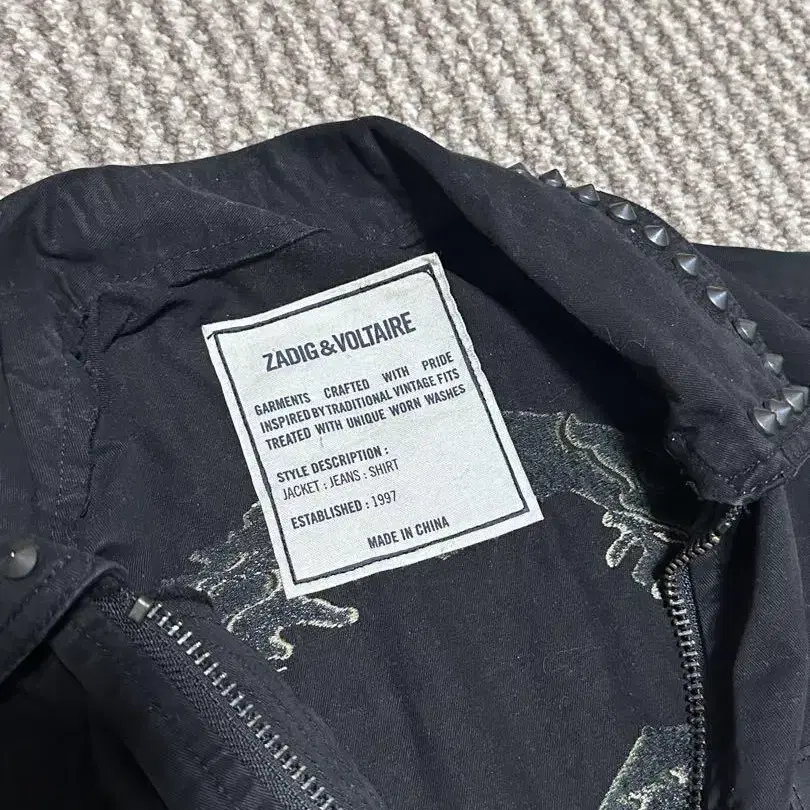 ZADIG&VOLTAIRE
GARMENTS CRAFTED WITH PRIDE
INSPIRED BY TRADITIONAL VINTAGE FITS
TREATED WITH UNIQUE WORN WASHES
STYLE DESCRIPTION :
JACKET : JEANS : SHIRT
ESTABLISHED : 1997
MADE IN CHINA